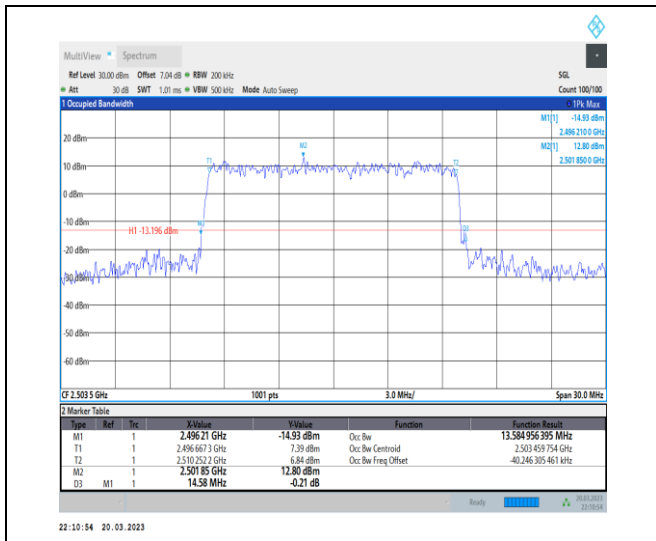 MultiView Spectrum
Ref Level 30.00 dBm Offset 7.04 dB RBW 200 kHz SGL
Att 30 dB SWT 1.01 ms VBW 500 kHz Mode Auto Sweep Count 100/100
1 Occupied Bandwidth 1Pk Max
M1[1] -14.93 dBm
2.496 210 0 GHz
M2[1] 12.80 dBm
2.501 850 0 GHz
20 dBm
M2
T1
T2
10 dBm
0 dBm
-10 dBm
M1
H1 -13.196 dBm
D3
-20 dBm
-30 dBm
-40 dBm
-50 dBm
-60 dBm
CF 2.503 5 GHz 1001 pts 3.0 MHz/ Span 30.0 MHz
2 Marker Table
Type Ref Trc X-Value Y-Value Function Function Result
M1 1 2.496 21 GHz -14.93 dBm Occ Bw 13.584 956 395 MHz
T1 1 2.496 667 3 GHz 7.39 dBm Occ Bw Centroid 2.503 459 754 GHz
T2 1 2.510 252 2 GHz 6.84 dBm Occ Bw Freq Offset -40.246 305 461 kHz
M2 1 2.501 85 GHz 12.80 dBm
D3 M1 1 14.58 MHz -0.21 dB
Ready 20.03.2023
22:10:54
22:10:54 20.03.2023